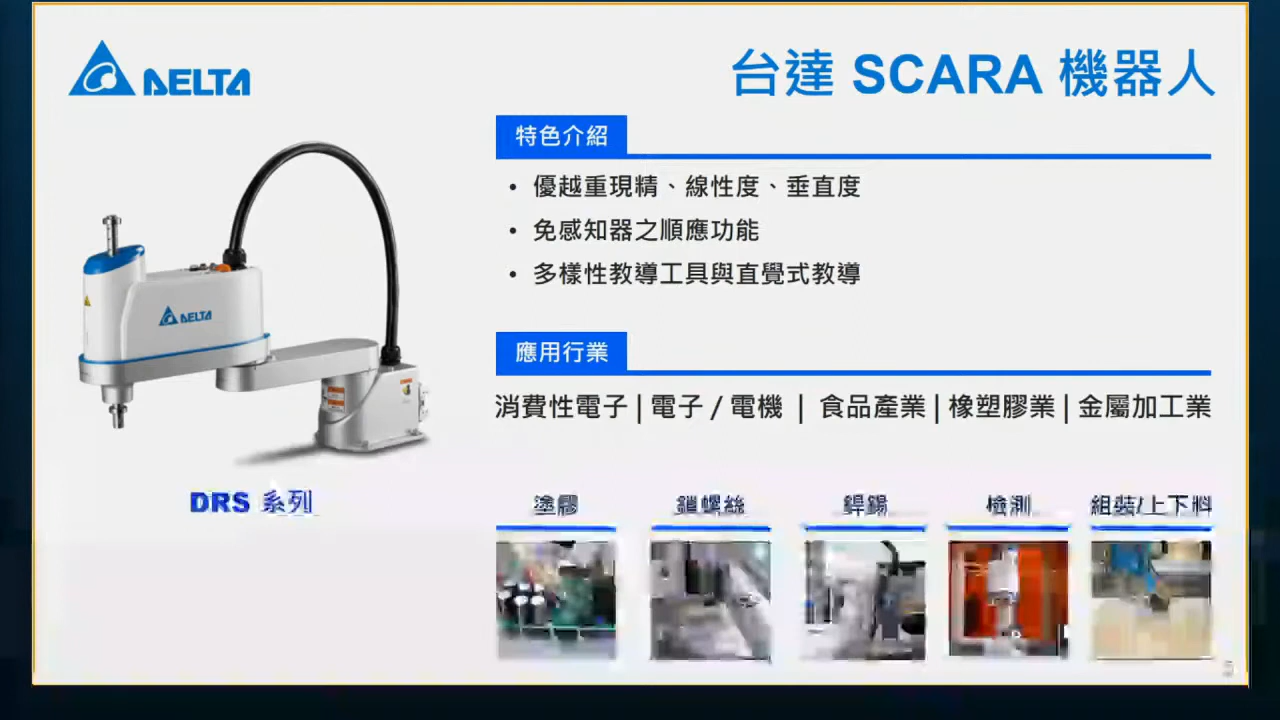 DELTA
台達 SCARA 機器人
特色介紹
• 優越重現精、線性度、垂直度
• 免感知器之順應功能
• 多樣性教導工具與直覺式教導
DELTA
應用行業
消費性電子 | 電子 / 電機 | 食品產業 | 橡塑膠業 | 金屬加工業
DRS 系列
塗膠 鎖螺絲 銲錫 檢測 組裝/上下料